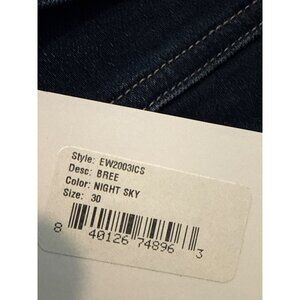 Style: EW2003ICS
Desc: BREE
Color: NIGHT SKY
Size: 30
8 40126 74896 3